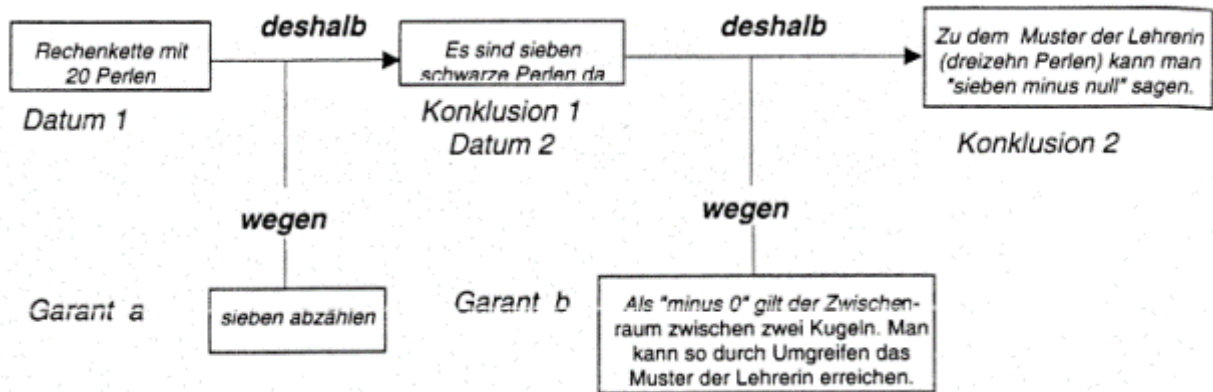 deshalb
deshalb
Rechenkette mit
20 Perlen
Es sind sieben
schwarze Perlen da
Zu dem Muster der Lehrerin
(dreizehn Perlen) kann man
"sieben minus null" sagen.
Datum 1
Konklusion 1
Datum 2
Konklusion 2
wegen
wegen
Garant a
sieben abzählen
Garant b
Als "minus 0" gilt der Zwischen-
raum zwischen zwei Kugeln. Man
kann so durch Umgreifen das
Muster der Lehrerin erreichen.